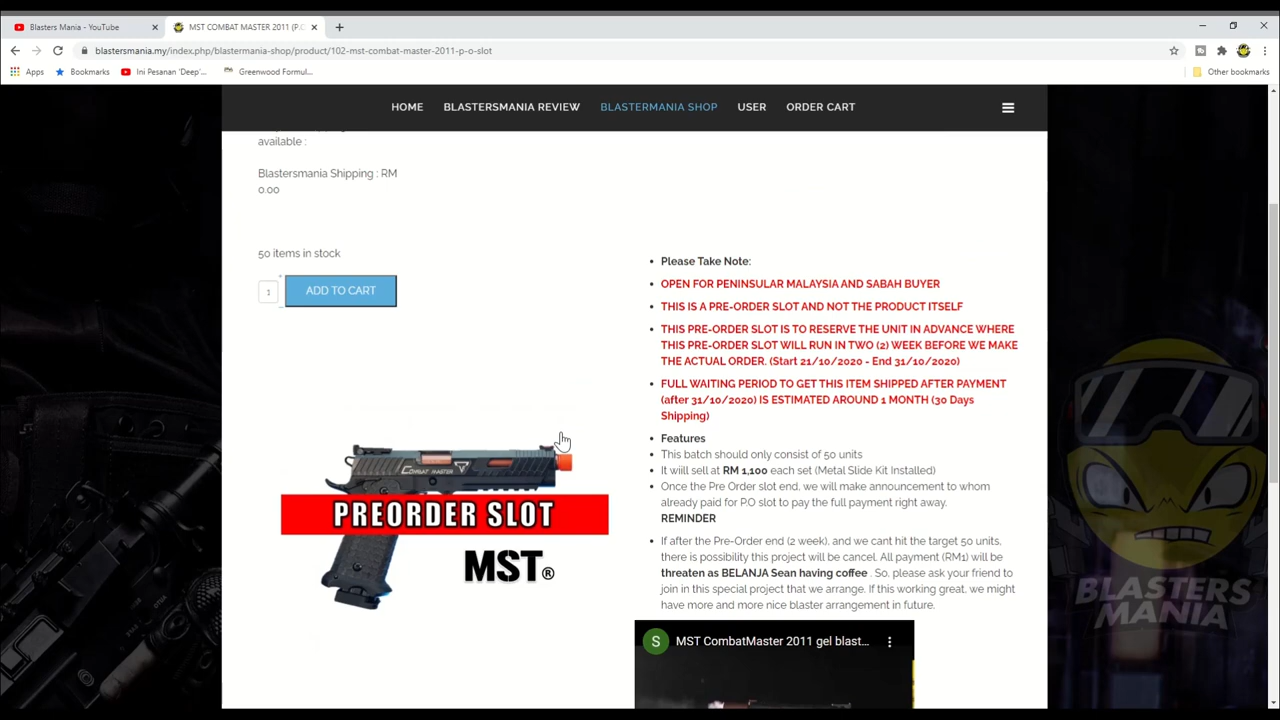 Blasters Mania - YouTube
MST COMBAT MASTER 2011 (P.O
blastersmania.my/index.php/blastermania-shop/product/102-mst-combat-master-2011-p-o-slot
Apps
Bookmarks
Ini Pesanan 'Deep'...
Greenwood Formul...
Other bookmarks
HOME
BLASTERSMANIA REVIEW
BLASTERMANIA SHOP
USER
ORDER CART
available :
Blastersmania Shipping : RM
0.00
50 items in stock
1
ADD TO CART
COMBAT MASTER
PREORDER SLOT
MST®
Please Take Note:
OPEN FOR PENINSULAR MALAYSIA AND SABAH BUYER
THIS IS A PRE-ORDER SLOT AND NOT THE PRODUCT ITSELF
THIS PRE-ORDER SLOT IS TO RESERVE THE UNIT IN ADVANCE WHERE
THIS PRE-ORDER SLOT WILL RUN IN TWO (2) WEEK BEFORE WE MAKE
THE ACTUAL ORDER. (Start 21/10/2020 - End 31/10/2020)
FULL WAITING PERIOD TO GET THIS ITEM SHIPPED AFTER PAYMENT
(after 31/10/2020) IS ESTIMATED AROUND 1 MONTH (30 Days
Shipping)
Features
This batch should only consist of 50 units
It wiill sell at RM 1,100 each set (Metal Slide Kit Installed)
Once the Pre Order slot end, we will make announcement to whom
already paid for P.O slot to pay the full payment right away.
REMINDER
If after the Pre-Order end (2 week), and we cant hit the target 50 units,
there is possibility this project will be cancel. All payment (RM1) will be
threaten as BELANJA Sean having coffee . So, please ask your friend to
join in this special project that we arrange. If this working great, we might
have more and more nice blaster arrangement in future.
S
MST CombatMaster 2011 gel blast...
BLASTERS
MANIA